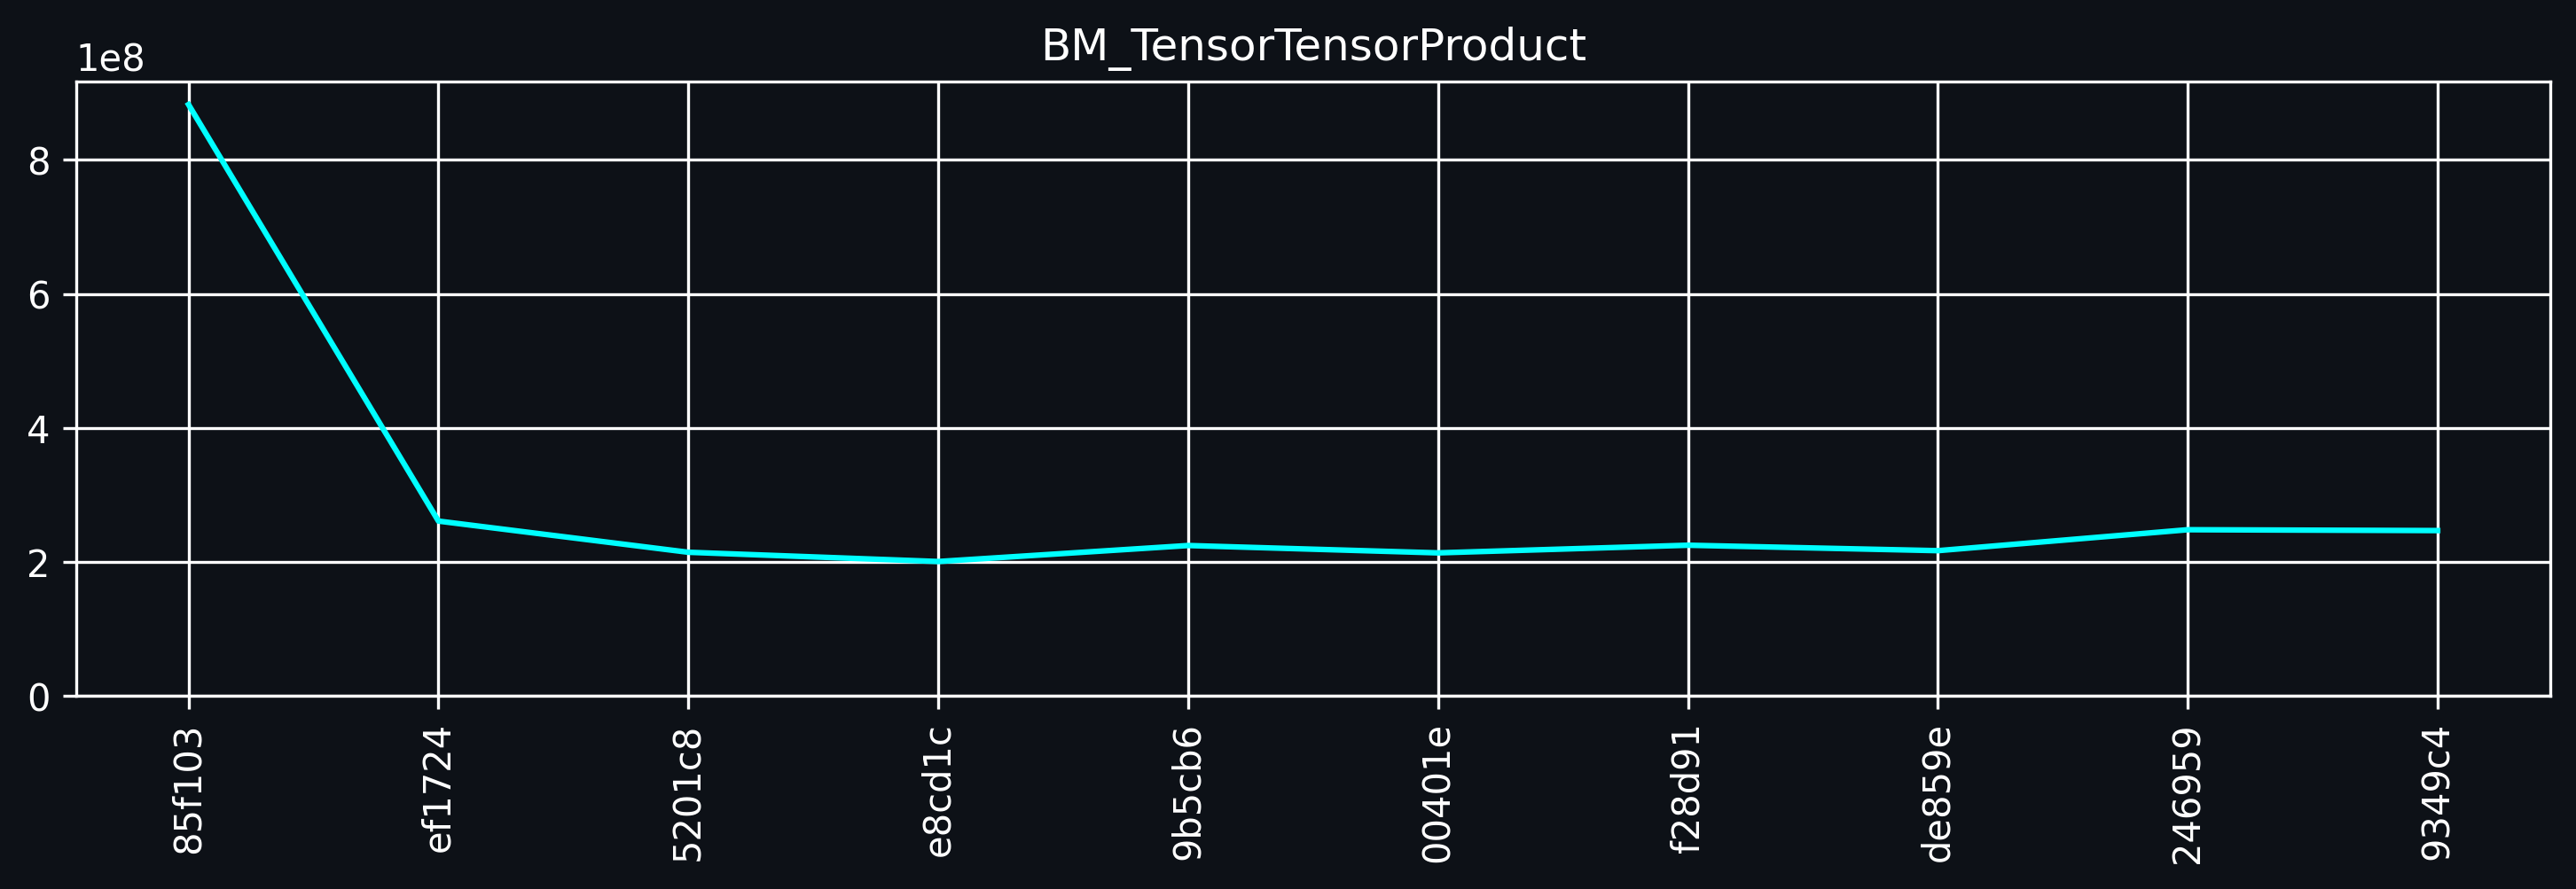 BM_TensorTensorProduct
1e8
8
6
4
2
0
85f103
ef1724
5201c8
e8cd1c
9b5cb6
00401e
f28d91
de859e
246959
9349c4